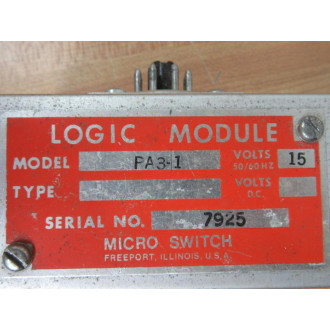 LOGIC MODULE
MODEL PA3-1 VOLTS 50/60 HZ 15
TYPE VOLTS D.C.
SERIAL NO. 7925
MICRO SWITCH
FREEPORT, ILLINOIS, U.S.A.